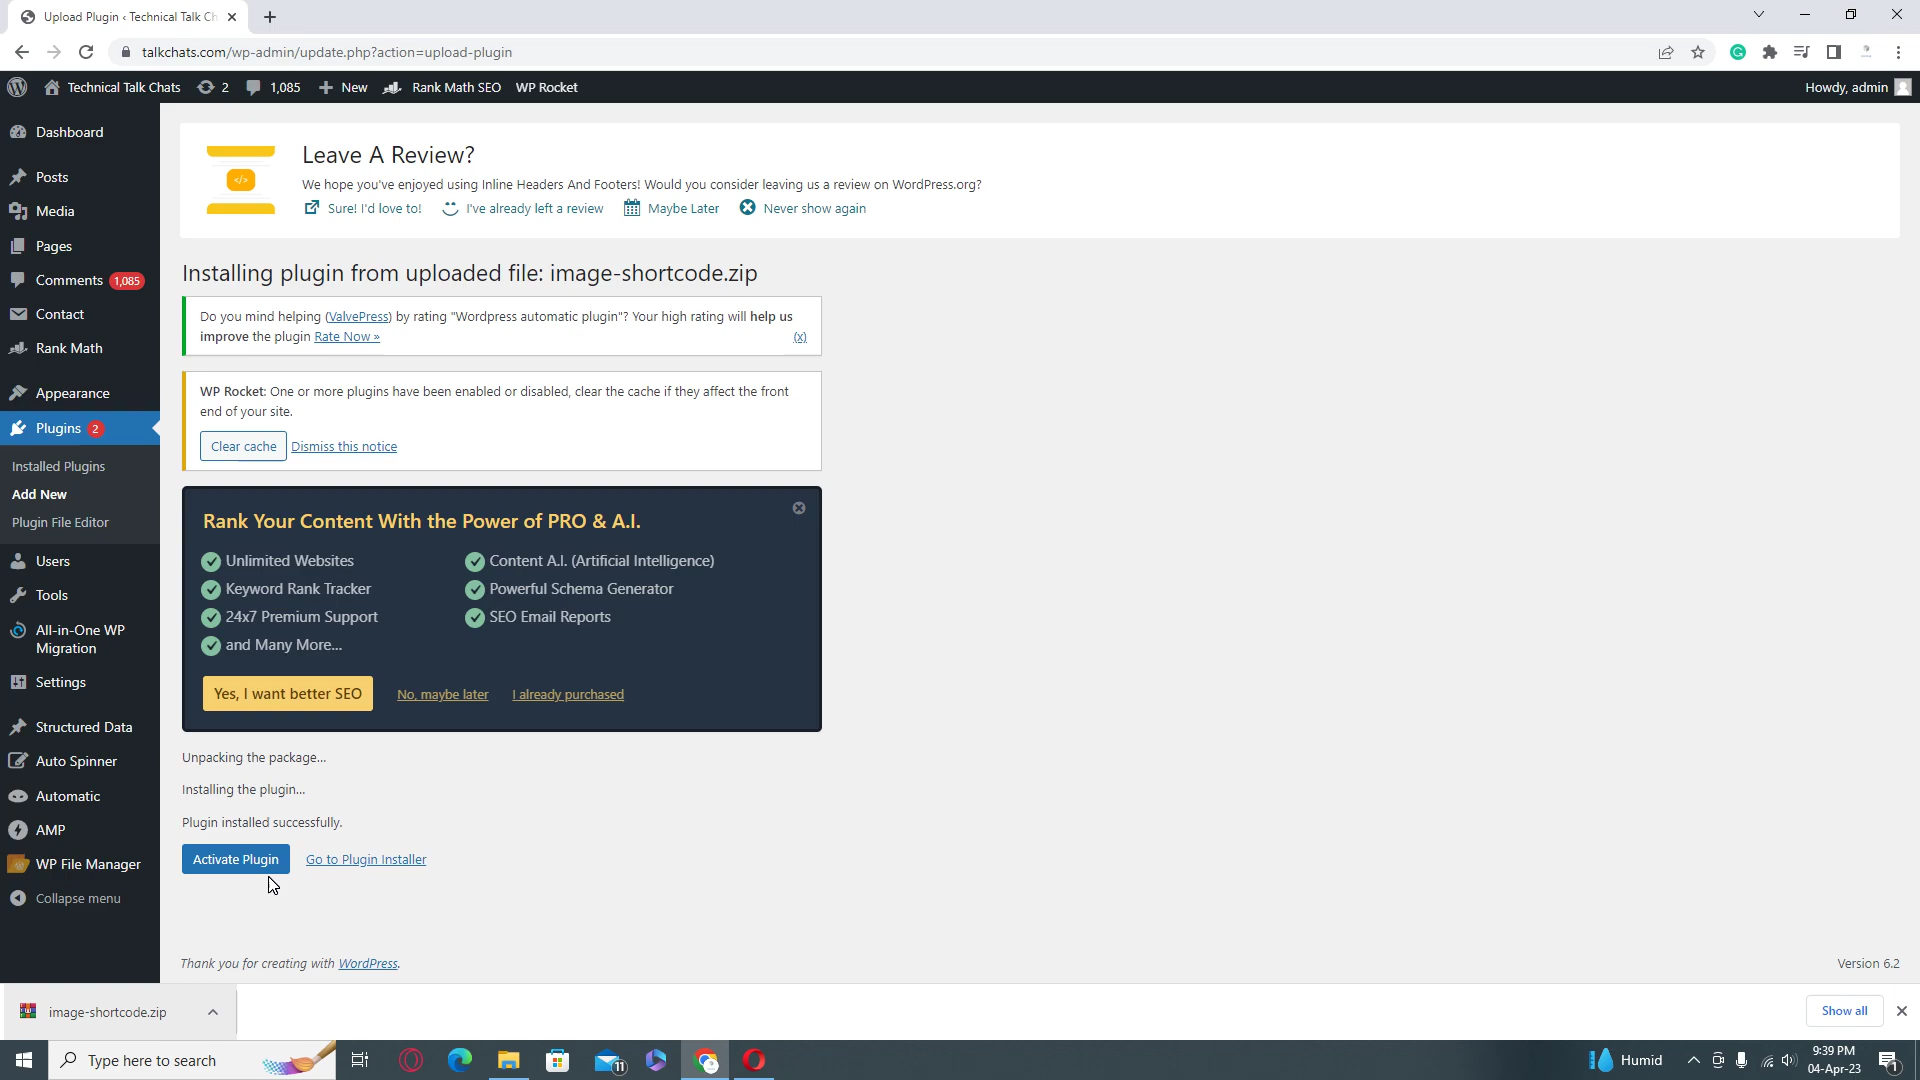 Upload Plugin ‹ Technical Talk Ch
talkchats.com/wp-admin/update.php?action=upload-plugin
Technical Talk Chats 2 1,085 New Rank Math SEO WP Rocket Howdy, admin
Dashboard
Posts
Media
Pages
Comments 1,085
Contact
Rank Math
Appearance
Plugins 2
Installed Plugins
Add New
Plugin File Editor
Users
Tools
All-in-One WP
Migration
Settings
Structured Data
Auto Spinner
Automatic
AMP
WP File Manager
Collapse menu
</>
Leave A Review?
We hope you've enjoyed using Inline Headers And Footers! Would you consider leaving us a review on WordPress.org?
Sure! I'd love to! I've already left a review Maybe Later Never show again
Installing plugin from uploaded file: image-shortcode.zip
Do you mind helping (ValvePress) by rating "Wordpress automatic plugin"? Your high rating will help us
improve the plugin Rate Now » (x)
WP Rocket: One or more plugins have been enabled or disabled, clear the cache if they affect the front
end of your site.
Clear cache Dismiss this notice
Rank Your Content With the Power of PRO & A.I.
Unlimited Websites Content A.I. (Artificial Intelligence)
Keyword Rank Tracker Powerful Schema Generator
24x7 Premium Support SEO Email Reports
and Many More...
Yes, I want better SEO No, maybe later I already purchased
Unpacking the package...
Installing the plugin...
Plugin installed successfully.
Activate Plugin Go to Plugin Installer
Thank you for creating with WordPress. Version 6.2
image-shortcode.zip Show all
Type here to search 11 Humid 9:39 PM
04-Apr-23 1